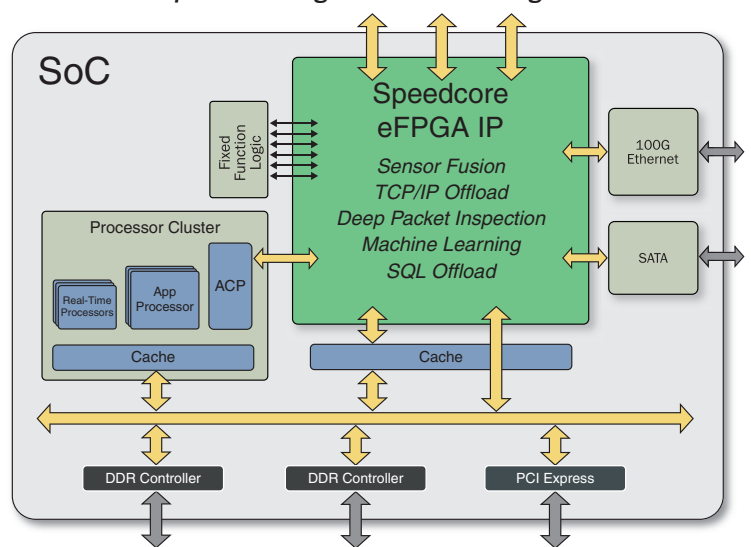 SoC
Speedcore
eFPGA IP
Sensor Fusion
TCP/IP Offload
Deep Packet Inspection
Machine Learning
SQL Offload
Fixed
Function
Logic
100G
Ethernet
SATA
Processor Cluster
Real-Time
Processors
App
Processor
ACP
Cache
Cache
DDR Controller
DDR Controller
PCI Express